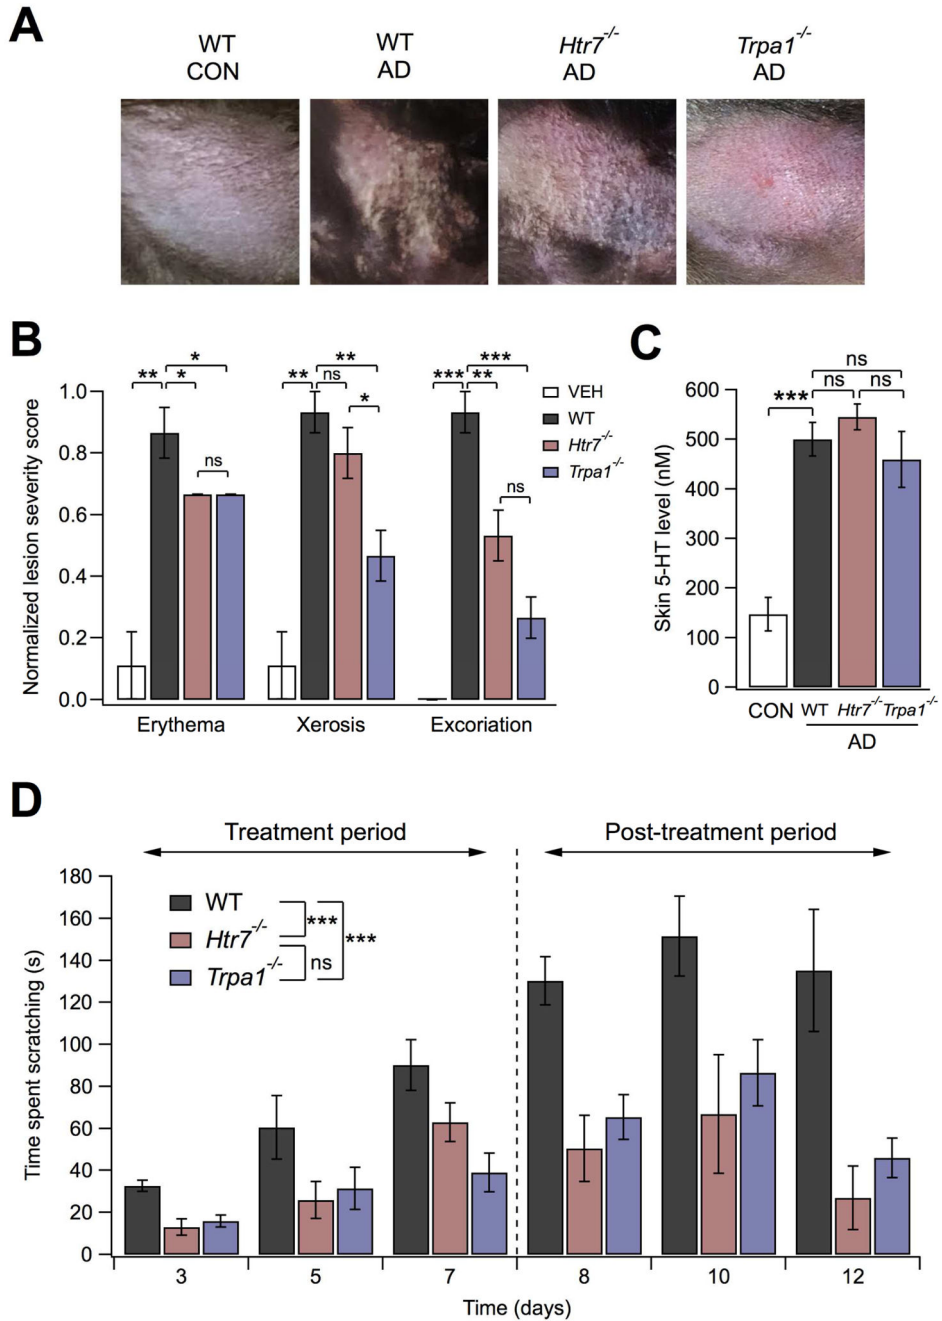 A
WT
CON
WT
AD
Htr7-/-
AD
Trpa1-/-
AD
B
Normalized lesion severity score
1.0
0.8
0.6
0.4
0.2
0.0
** * *
ns
** ns **
*
*** ** ***
ns
VEH
WT
Htr7-/-
Trpa1-/-
Erythema Xerosis Excoriation
C
Skin 5-HT level (nM)
600
500
400
300
200
100
0
ns
*** ns ns
CON WT Htr7-/- Trpa1-/-
AD
D
Treatment period Post-treatment period
Time spent scratching (s)
180
160
140
120
100
80
60
40
20
0
WT
Htr7-/-
Trpa1-/-
***
ns
***
3 5 7 8 10 12
Time (days)